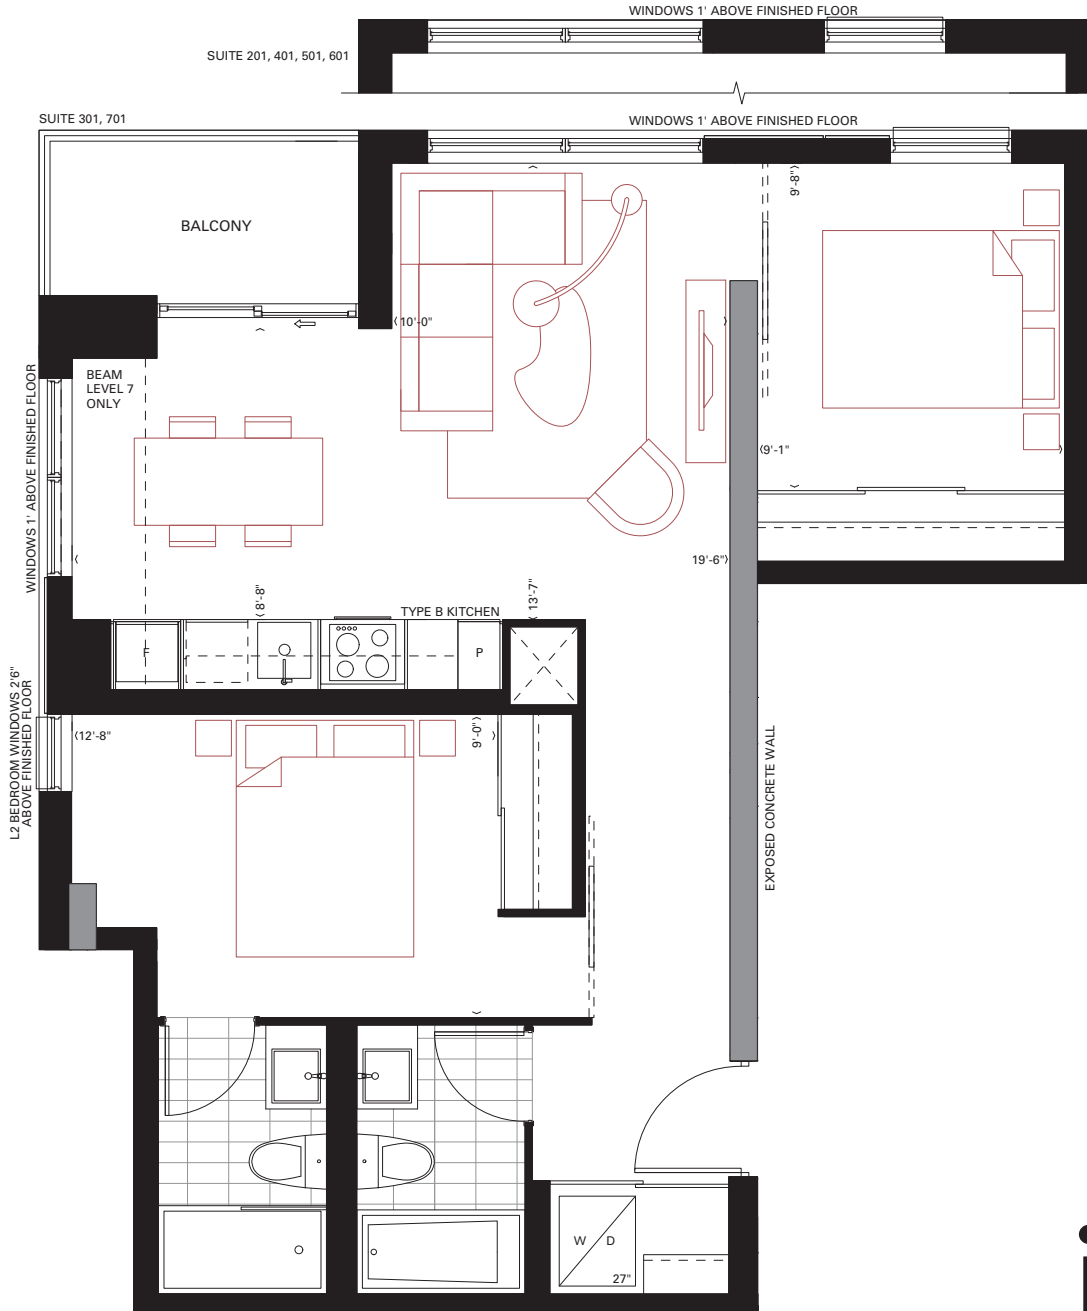 WINDOWS 1' ABOVE FINISHED FLOOR
SUITE 201, 401, 501, 601
SUITE 301, 701
WINDOWS 1' ABOVE FINISHED FLOOR
9'-8"
BALCONY
10'-0"
BEAM
LEVEL 7
ONLY
WINDOWS 1' ABOVE FINISHED FLOOR
9'-1"
19'-6"
8'-8"
13'-7"
TYPE B KITCHEN
F
P
L2 BEDROOM WINDOWS 2'6"
ABOVE FINISHED FLOOR
12'-8"
9'-0"
EXPOSED CONCRETE WALL
W D
27"